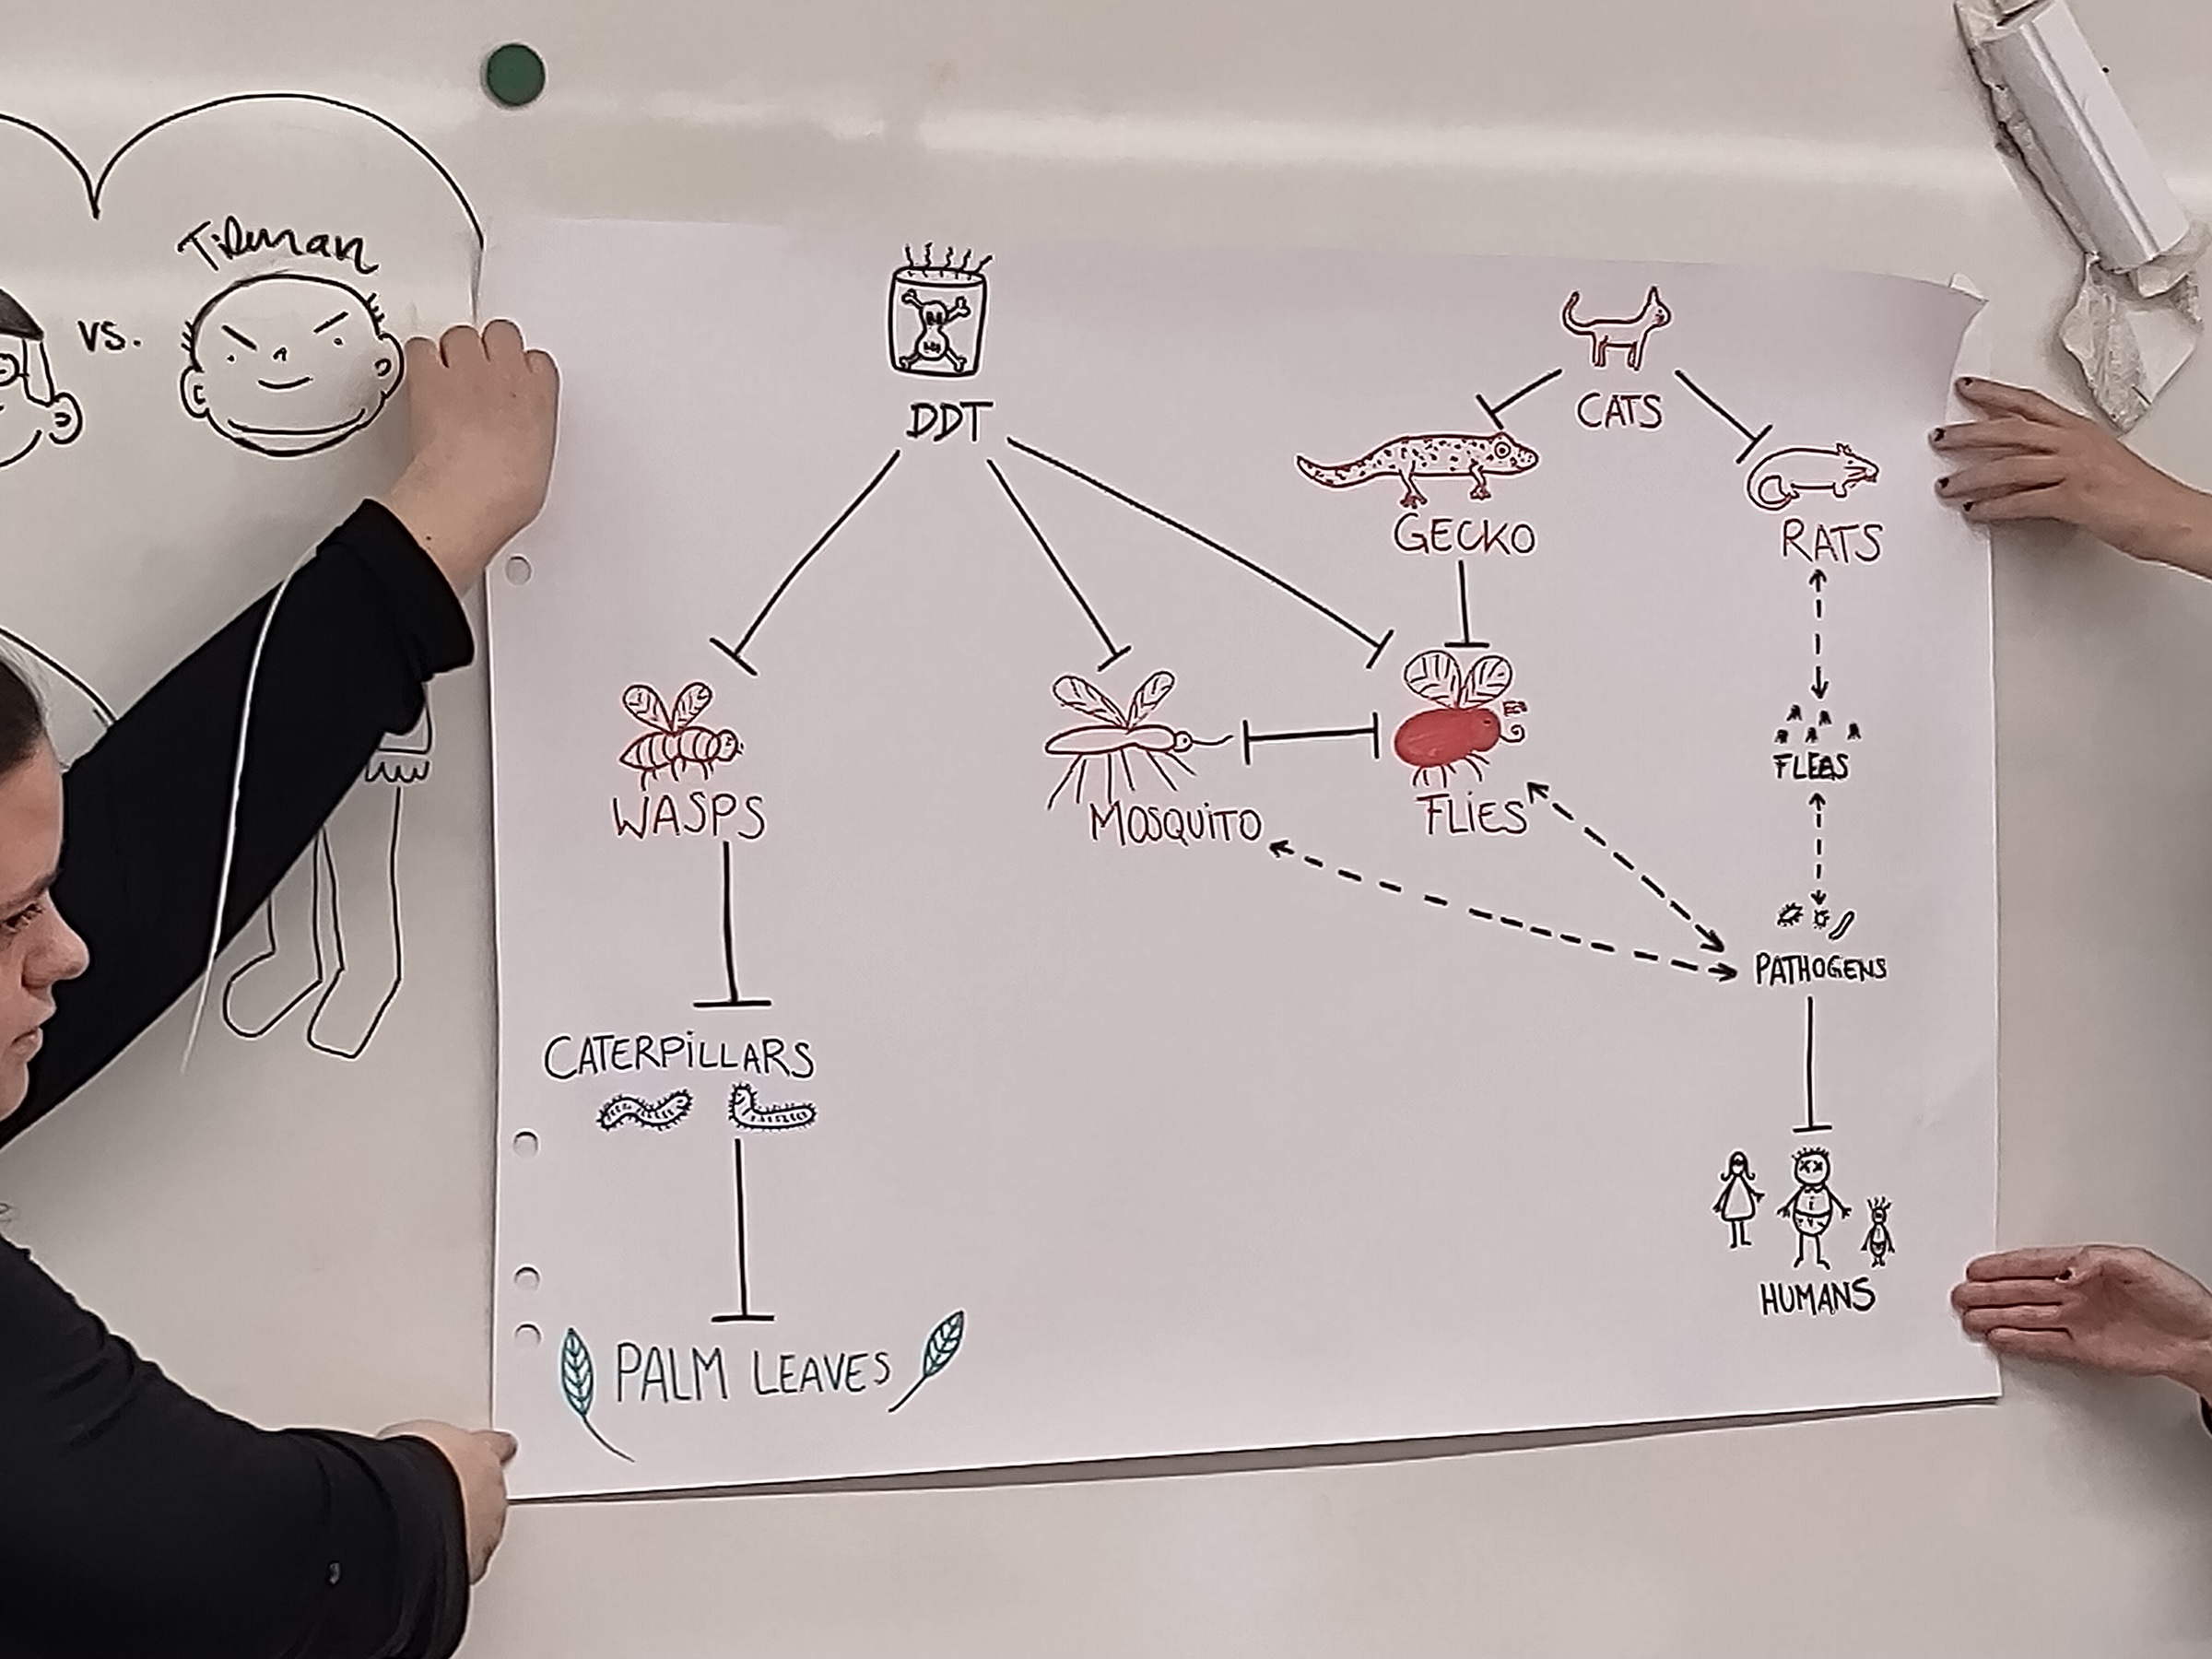 vs.
Tilman
DDT
CATS
GECKO
RATS
WASPS
MOSQUiTO
FLiES
FLEAS
PATHOGENS
CATERPiLLARS
HUMANS
PALM LEAVES